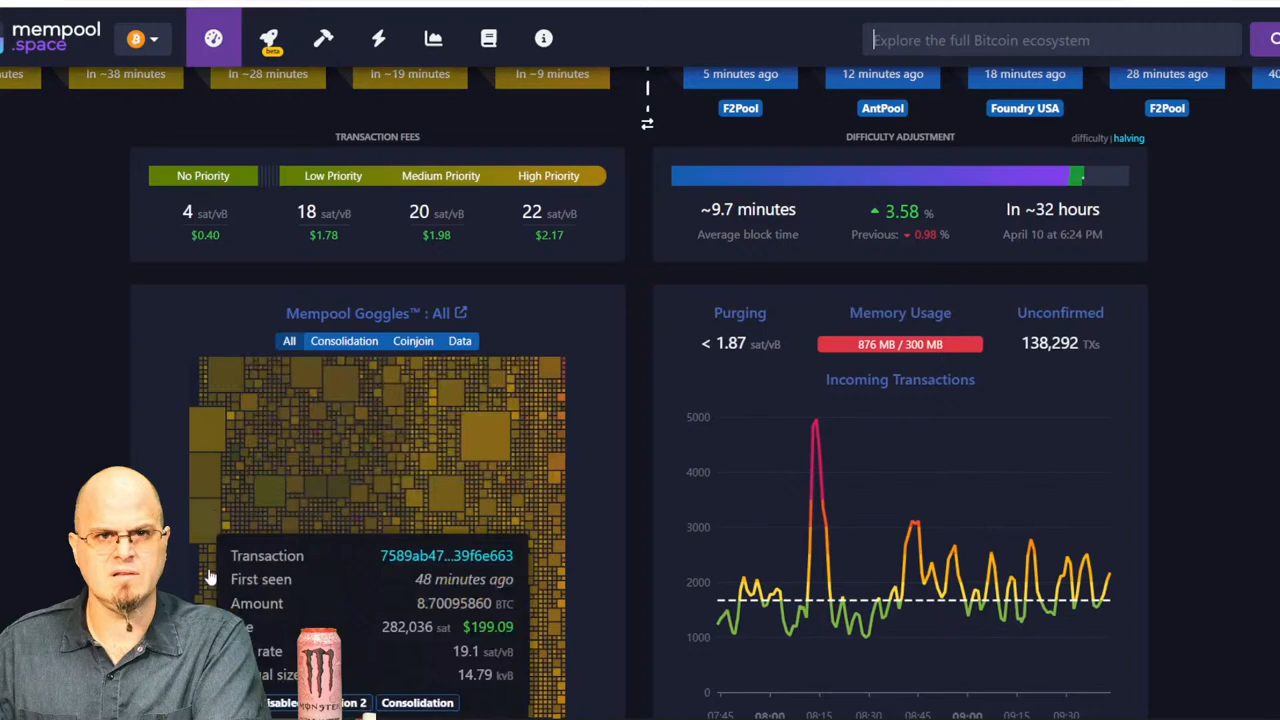 mempool
.space
beta
Explore the full Bitcoin ecosystem
In ~38 minutes
In ~28 minutes
In ~19 minutes
In ~9 minutes
5 minutes ago
12 minutes ago
18 minutes ago
28 minutes ago
F2Pool
AntPool
Foundry USA
F2Pool
TRANSACTION FEES
No Priority
Low Priority
Medium Priority
High Priority
4 sat/vB
18 sat/vB
20 sat/vB
22 sat/vB
$0.40
$1.78
$1.98
$2.17
DIFFICULTY ADJUSTMENT
difficulty | halving
~9.7 minutes
3.58 %
In ~32 hours
Average block time
Previous: 0.98 %
April 10 at 6:24 PM
Mempool Goggles™ : All
All
Consolidation
Coinjoin
Data
Transaction 7589ab47...39f6e663
First seen 48 minutes ago
Amount 8.70095860 BTC
282,036 sat $199.09
rate 19.1 sat/vB
14.79 kvB
Consolidation
MONSTER
Purging
Memory Usage
Unconfirmed
< 1.87 sat/vB
876 MB / 300 MB
138,292 TXs
Incoming Transactions
5000
4000
3000
2000
1000
0
07:45
08:00
08:15
08:30
08:45
09:00
09:15
09:30